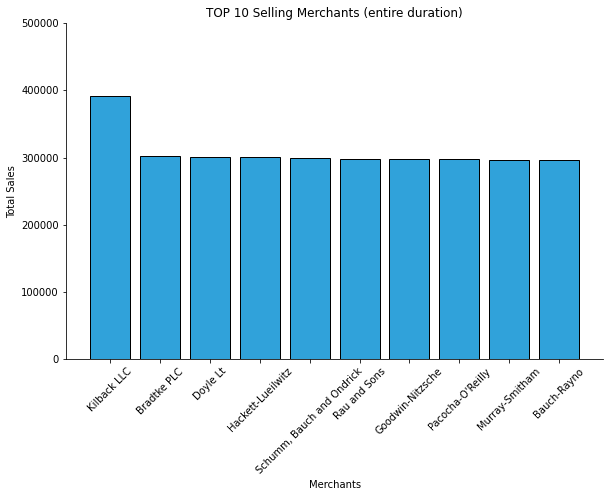 TOP 10 Selling Merchants (entire duration)
500000
400000
300000
200000
100000
0
Total Sales
Kilback LLC
Bradtke PLC
Doyle Lt
Hackett-Lueilwitz
Schumm, Bauch and Ondrick
Rau and Sons
Goodwin-Nitzsche
Pacocha-O'Reilly
Murray-Smitham
Bauch-Rayno
Merchants